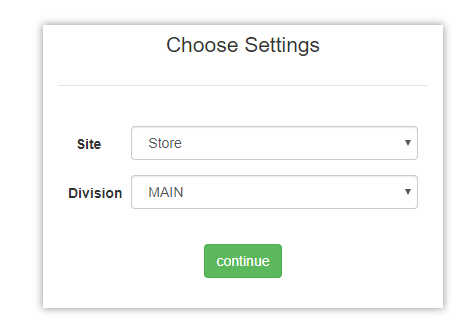 Choose Settings
Site Store
Division MAIN
continue